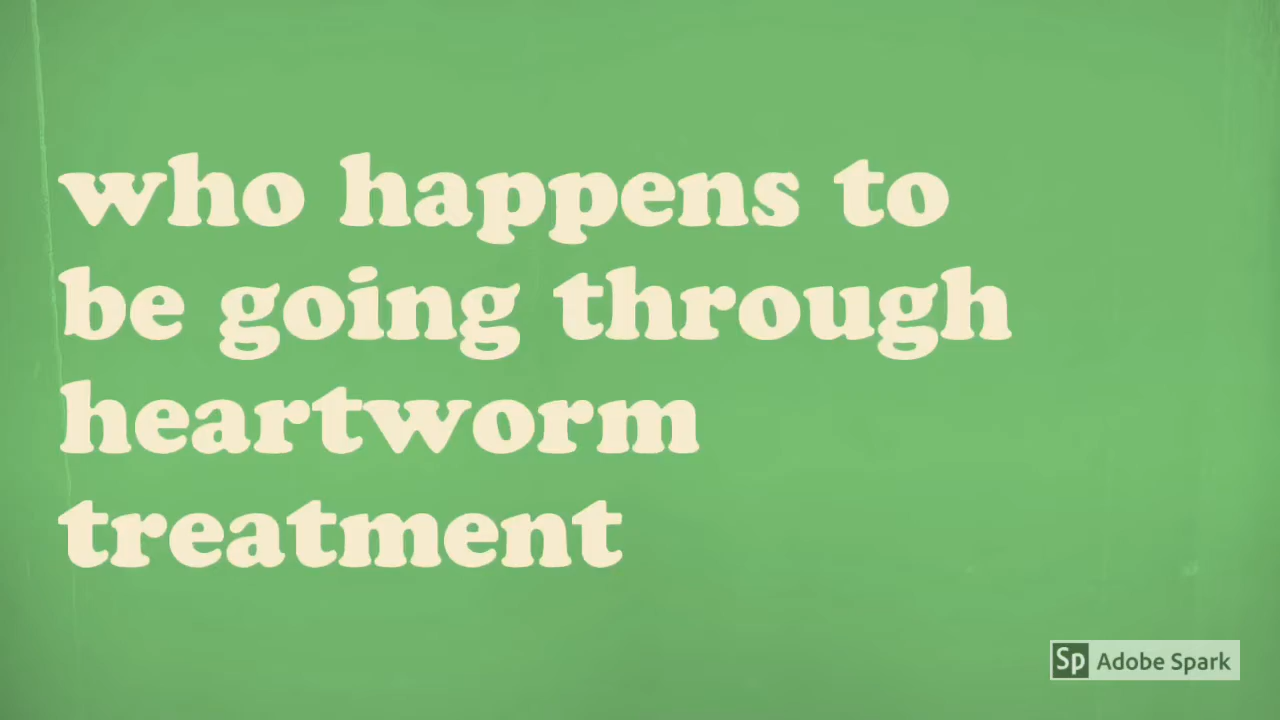 who happens to
be going through
heartworm
treatment
Sp Adobe Spark